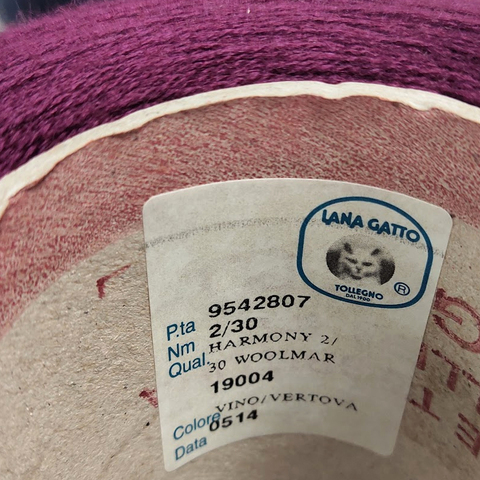 LANA GATTO
TOLLEGNO
DAL 1900
®
P.ta 9542807
Nm 2/30
Qual. HARMONY 2/
30 WOOLMAR
19004
Colore VINO/VERTOVA
Data 0514